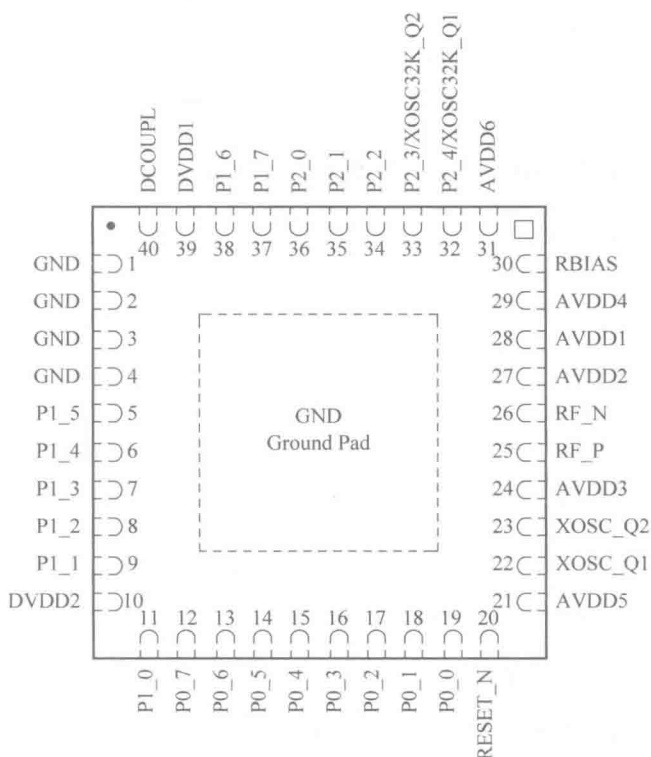 DCOUPL
DVDD1
P1_6
P1_7
P2_0
P2_1
P2_2
P2_3/XOSC32K_Q2
P2_4/XOSC32K_Q1
AVDD6
40 39 38 37 36 35 34 33 32 31
GND 1 30 RBIAS
GND 2 29 AVDD4
GND 3 28 AVDD1
GND 4 27 AVDD2
P1_5 5 26 RF_N
P1_4 6 25 RF_P
P1_3 7 24 AVDD3
P1_2 8 23 XOSC_Q2
P1_1 9 22 XOSC_Q1
DVDD2 10 21 AVDD5
GND
Ground Pad
11 12 13 14 15 16 17 18 19 20
P1_0
P0_7
P0_6
P0_5
P0_4
P0_3
P0_2
P0_1
P0_0
RESET_N